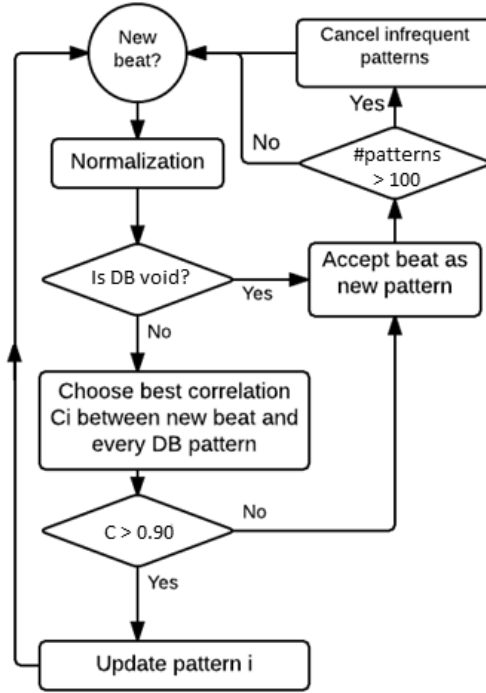 New
beat?
Cancel infrequent
patterns
Yes
No
#patterns
> 100
Normalization
Is DB void?
Yes
Accept beat as
new pattern
No
Choose best correlation
Ci between new beat and
every DB pattern
C > 0.90
No
Yes
Update pattern i